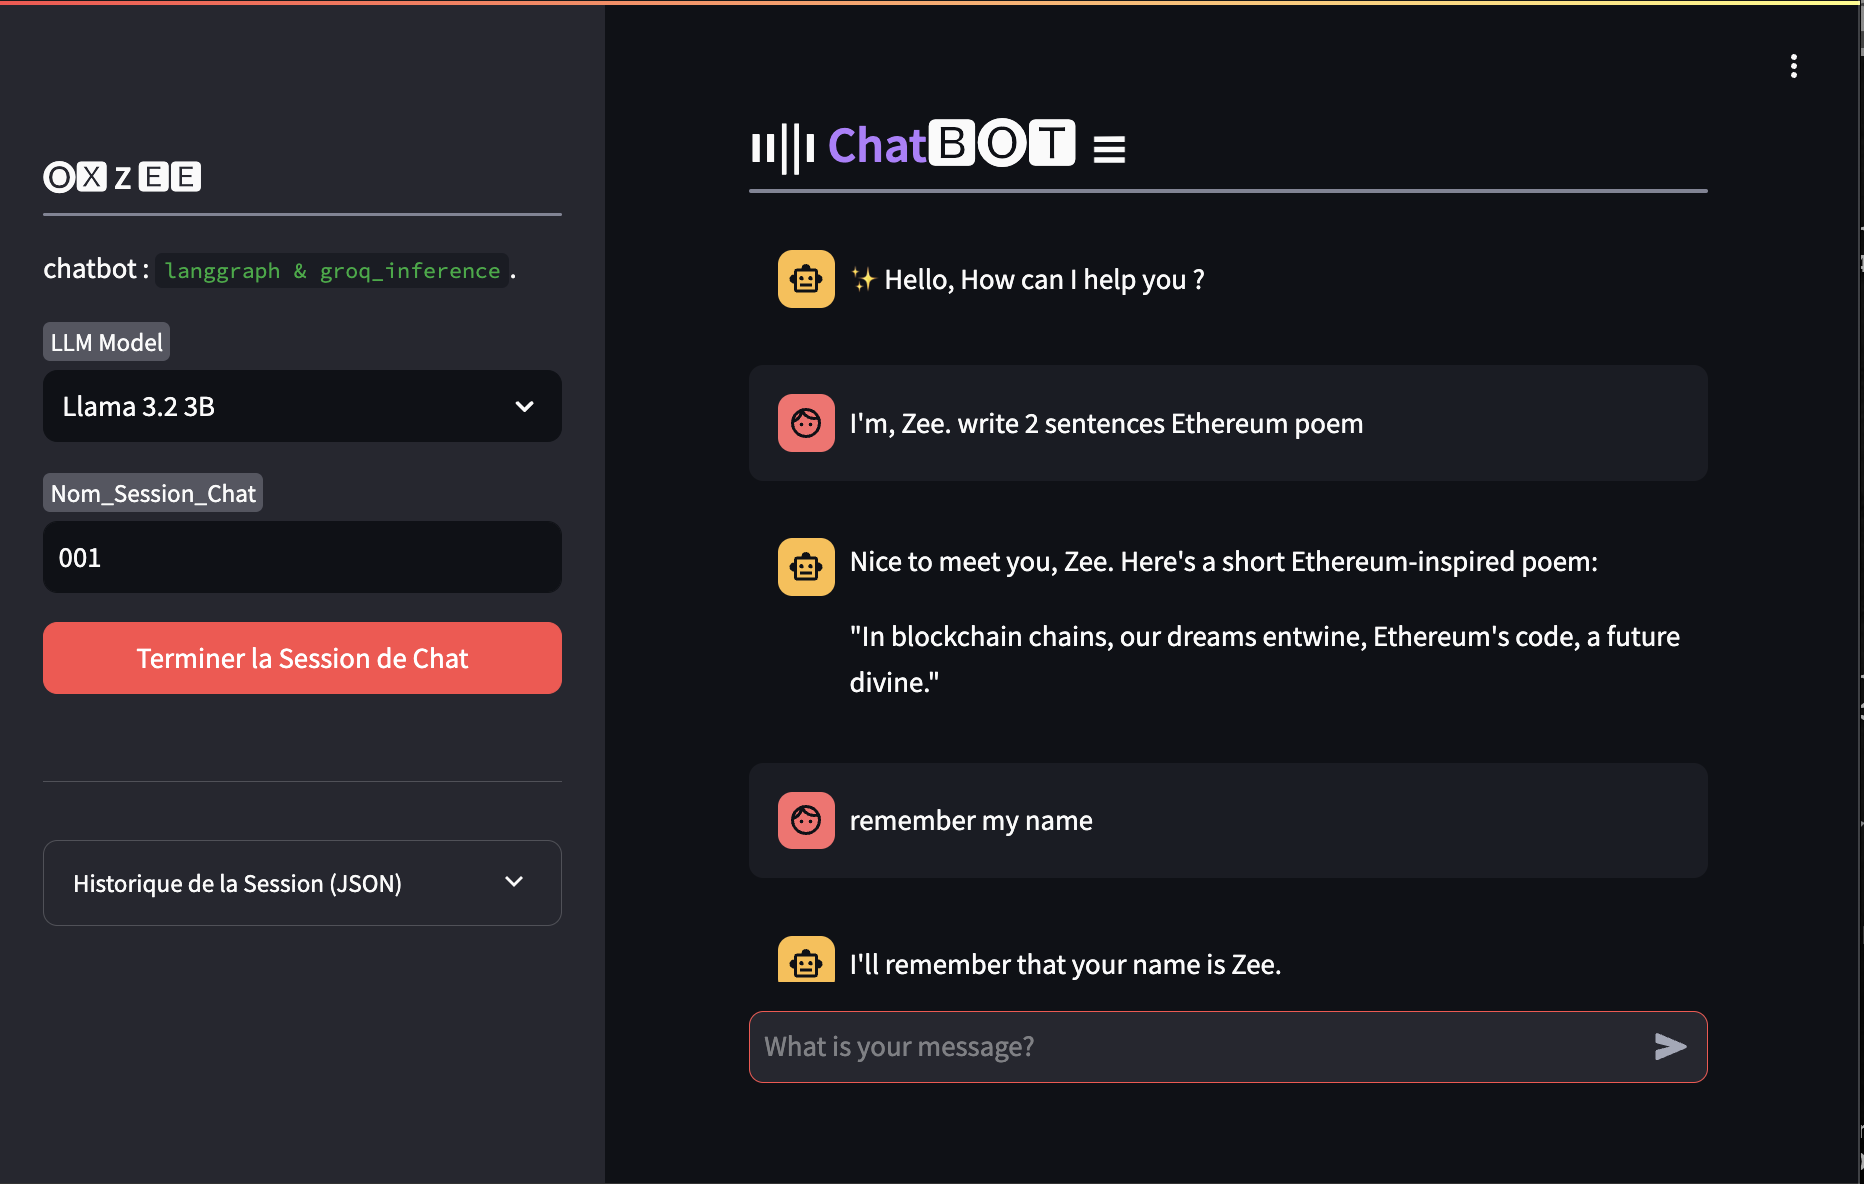 OX Z EE
chatbot : langgraph & groq_inference .
LLM Model
Llama 3.2 3B
Nom_Session_Chat
001
Terminer la Session de Chat
Historique de la Session (JSON)
ChatBOT
✨ Hello, How can I help you ?
I'm, Zee. write 2 sentences Ethereum poem
Nice to meet you, Zee. Here's a short Ethereum-inspired poem:
"In blockchain chains, our dreams entwine, Ethereum's code, a future
divine."
remember my name
I'll remember that your name is Zee.
What is your message?